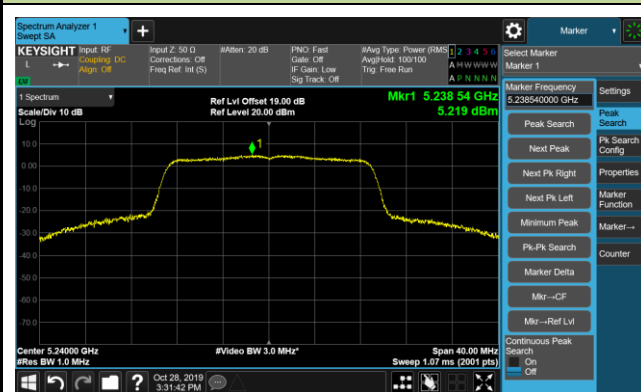 Spectrum Analyzer 1
Swept SA
+
Marker
KEYSIGHT
L
Input: RF
Coupling: DC
Align: Off
Input Z: 50 Ω
Corrections: Off
Freq Ref: Int (S)
#Atten: 20 dB
PNO: Fast
Gate: Off
IF Gain: Low
Sig Track: Off
#Avg Type: Power (RMS
Avg|Hold: 100/100
Trig: Free Run
1 2 3 4 5 6
A W W W W W
A P N N N N
Select Marker
Marker 1
1 Spectrum
Scale/Div 10 dB
Log
Ref Lvl Offset 19.00 dB
Ref Level 20.00 dBm
Mkr1 5.238 54 GHz
5.219 dBm
Marker Frequency
5.238540000 GHz
Settings
Peak Search
Peak
Search
Next Peak
Pk Search
Config
Next Pk Right
Properties
Next Pk Left
Marker
Function
Minimum Peak
Marker→
Pk-Pk Search
Counter
Marker Delta
Mkr→CF
Mkr→Ref Lvl
Continuous Peak
Search
On
Off
1
10.0
0.00
-10.0
-20.0
-30.0
-40.0
-50.0
-60.0
-70.0
Center 5.24000 GHz
#Res BW 1.0 MHz
#Video BW 3.0 MHz*
Span 40.00 MHz
Sweep 1.07 ms (2001 pts)
?
Oct 28, 2019
3:31:42 PM